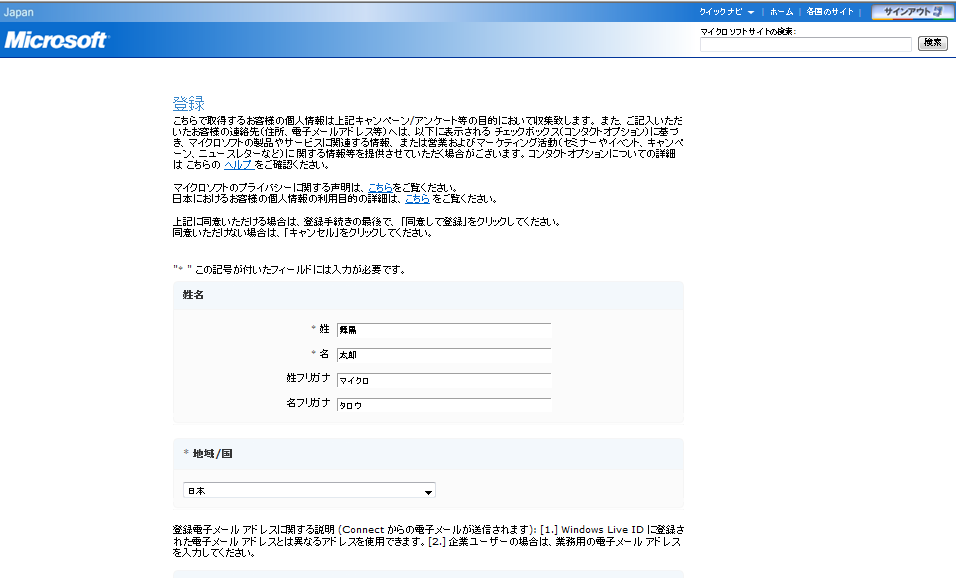 Japan
クイックナビ | ホーム | 各国のサイト | サインアウト
Microsoft
マイクロソフトサイトの検索:
検索
登録
こちらで取得するお客様の個人情報は上記キャンペーン/アンケート等の目的において収集致します。また、ご記入いただ
いたお客様の連絡先(住所、電子メールアドレス等)へは、以下に表示される チェックボックス(コンタクトオプション)に基づ
き、マイクロソフトの製品やサービスに関連する情報、または営業およびマーケティング活動(セミナーやイベント、キャンペ
ーン、ニュースレターなど)に関する情報等を提供させていただく場合がございます。コンタクトオプションについての詳細
は こちらの ヘルプ をご確認ください。
マイクロソフトのプライバシーに関する声明は、こちらをご覧ください。
日本におけるお客様の個人情報の利用目的の詳細は、こちら をご覧ください。
上記に同意いただける場合は、登録手続きの最後で、「同意して登録」をクリックしてください。
同意いただけない場合は、「キャンセル」をクリックしてください。
"* " この記号が付いたフィールドには入力が必要です。
姓名
* 姓 舞黒
* 名 太郎
姓フリガナ マイクロ
名フリガナ タロウ
* 地域/国
日本
登録電子メール アドレスに関する説明 (Connect からの電子メールが送信されます): [1.] Windows Live ID に登録さ
れた電子メール アドレスとは異なるアドレスを使用できます。[2.] 企業ユーザーの場合は、業務用の電子メール アドレス
を入力してください。